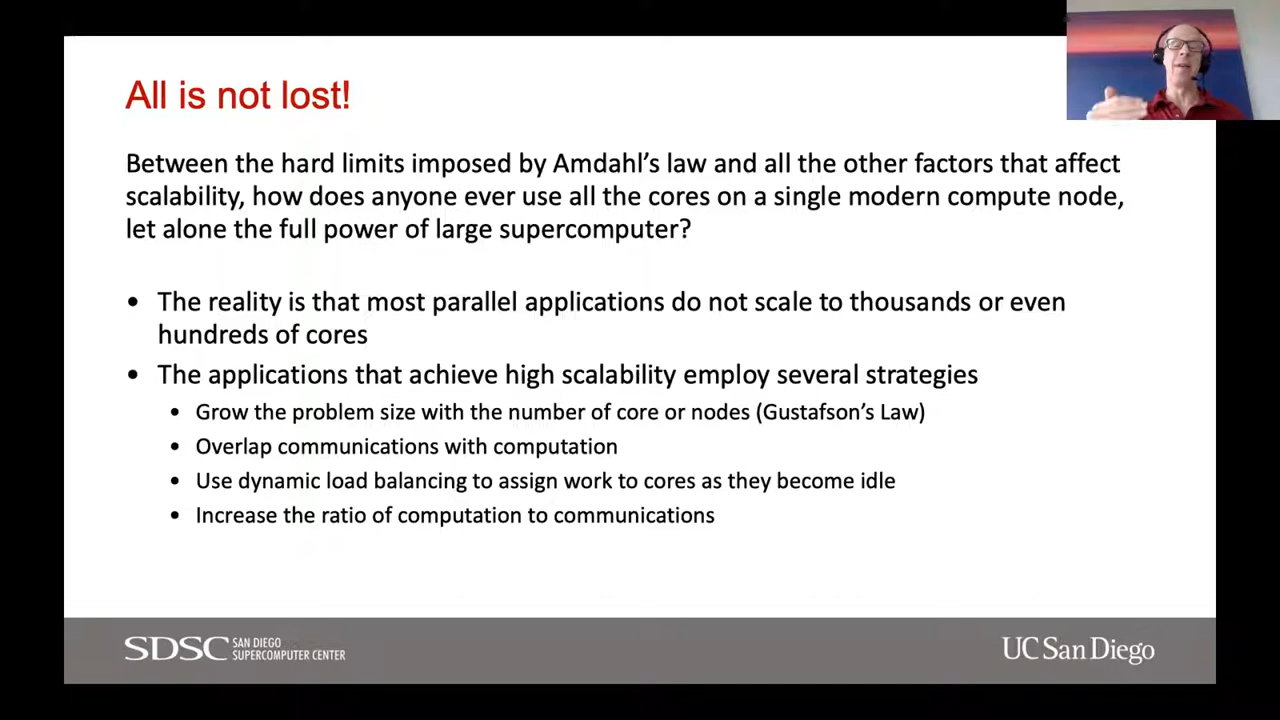 All is not lost!
Between the hard limits imposed by Amdahl's law and all the other factors that affect
scalability, how does anyone ever use all the cores on a single modern compute node,
let alone the full power of large supercomputer?
• The reality is that most parallel applications do not scale to thousands or even
hundreds of cores
• The applications that achieve high scalability employ several strategies
• Grow the problem size with the number of core or nodes (Gustafson's Law)
• Overlap communications with computation
• Use dynamic load balancing to assign work to cores as they become idle
• Increase the ratio of computation to communications
SDSC SAN DIEGO
SUPERCOMPUTER CENTER
UC San Diego